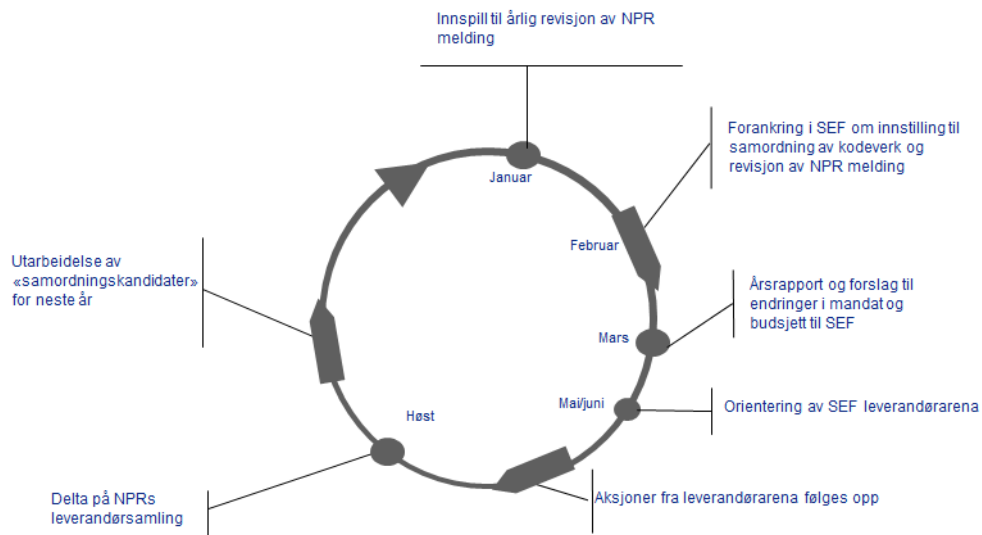 Innspill til årlig revisjon av NPR
melding
Januar
Forankring i SEF om innstilling til
samordning av kodeverk og
revisjon av NPR melding
Februar
Årsrapport og forslag til
endringer i mandat og
budsjett til SEF
Mars
Mai/juni
Orientering av SEF leverandørarena
Aksjoner fra leverandørarena følges opp
Høst
Delta på NPRs
leverandørsamling
Utarbeidelse av
«samordningskandidater»
for neste år